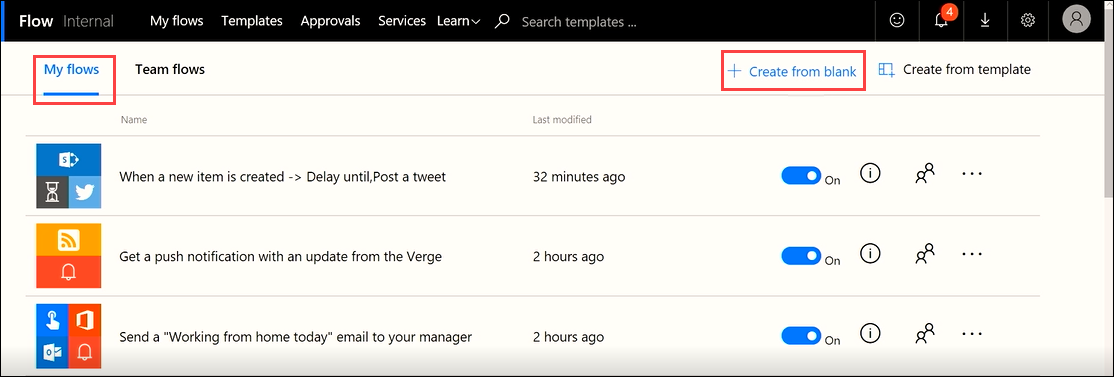 Flow Internal My flows Templates Approvals Services Learn Search templates ... 4
My flows Team flows + Create from blank Create from template
Name Last modified
S
When a new item is created -> Delay until,Post a tweet 32 minutes ago On
Get a push notification with an update from the Verge 2 hours ago On
Send a "Working from home today" email to your manager 2 hours ago On